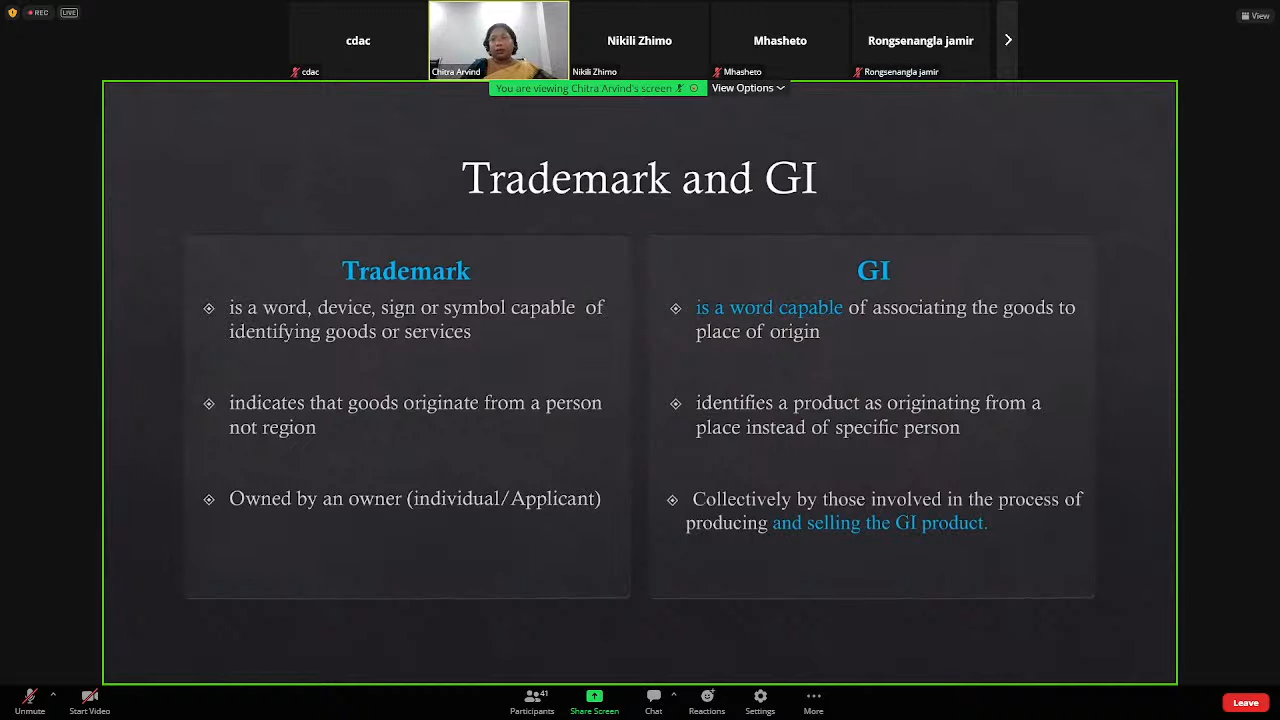 REC
LIVE
View
cdac
Nikili Zhimo
Mhasheto
Rongsenangla jamir
cdac
Chitra Arvind
Nikili Zhimo
Mhasheto
Rongsenangla jamir
You are viewing Chitra Arvind's screen
View Options
Trademark and GI
Trademark
is a word, device, sign or symbol capable of
identifying goods or services
indicates that goods originate from a person
not region
Owned by an owner (individual/Applicant)
GI
is a word capable of associating the goods to
place of origin
identifies a product as originating from a
place instead of specific person
Collectively by those involved in the process of
producing and selling the GI product.
Unmute
Start Video
41
Participants
Share Screen
Chat
Reactions
Settings
More
Leave